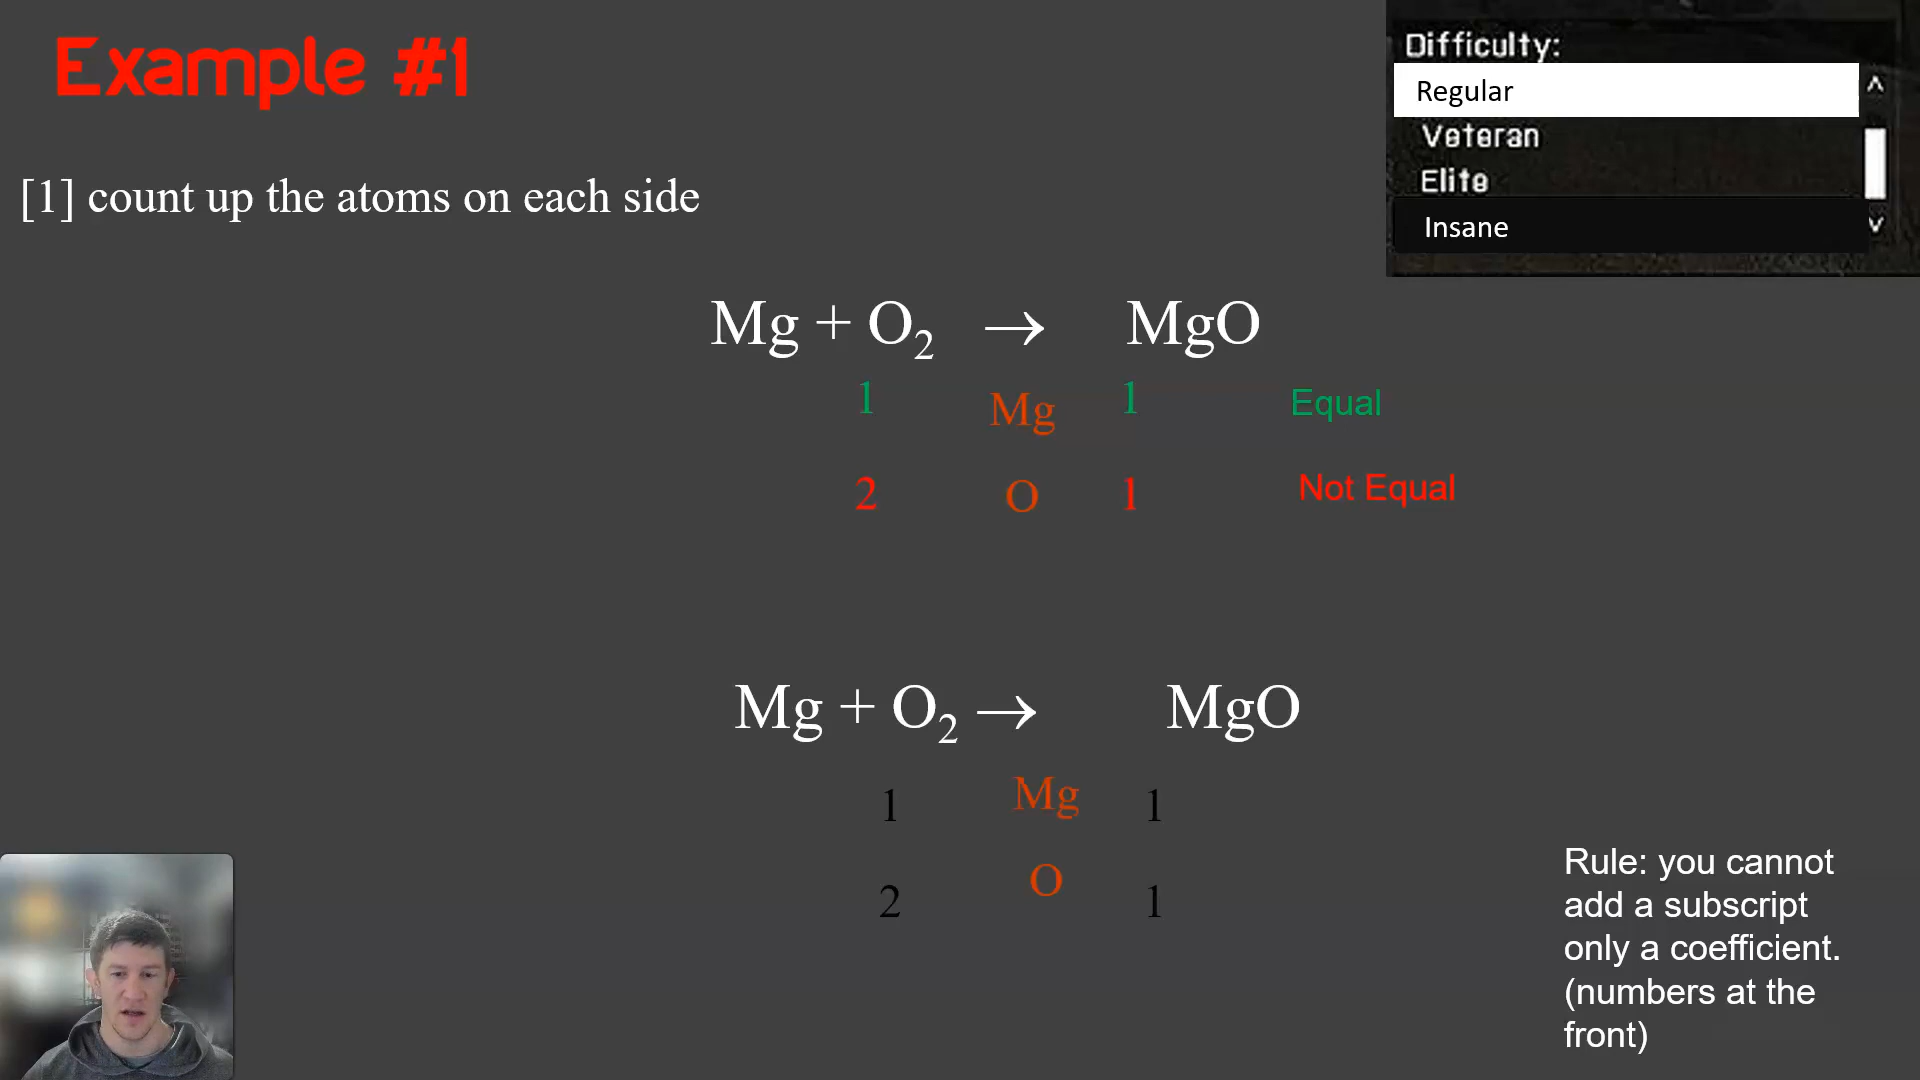 Example #1
Difficulty:
Regular
Veteran
Elite
Insane
[1] count up the atoms on each side
Mg + O₂ → MgO
1 Mg 1 Equal
2 O 1 Not Equal
Mg + O₂ → MgO
1 Mg 1
2 O 1
Rule: you cannot
add a subscript
only a coefficient.
(numbers at the
front)